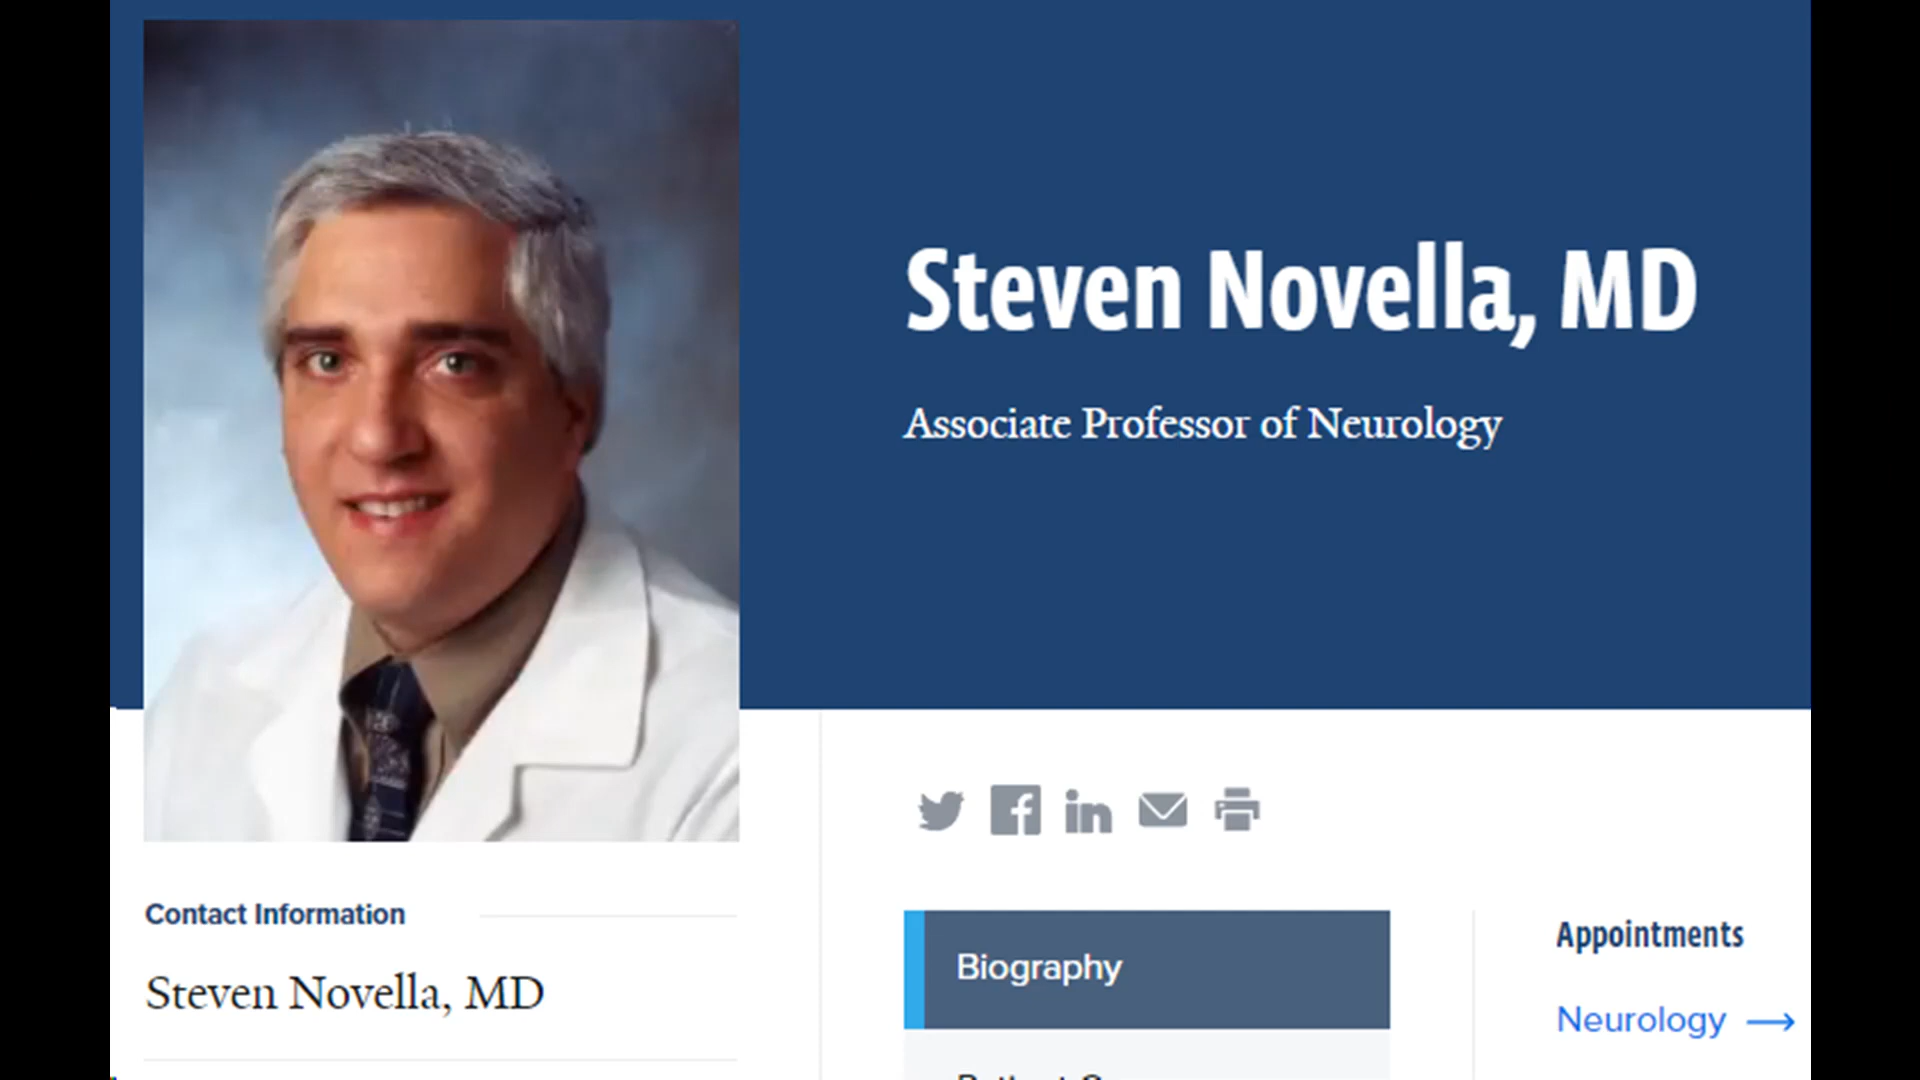 Steven Novella, MD
Associate Professor of Neurology
Contact Information
Steven Novella, MD
Biography
Appointments
Neurology